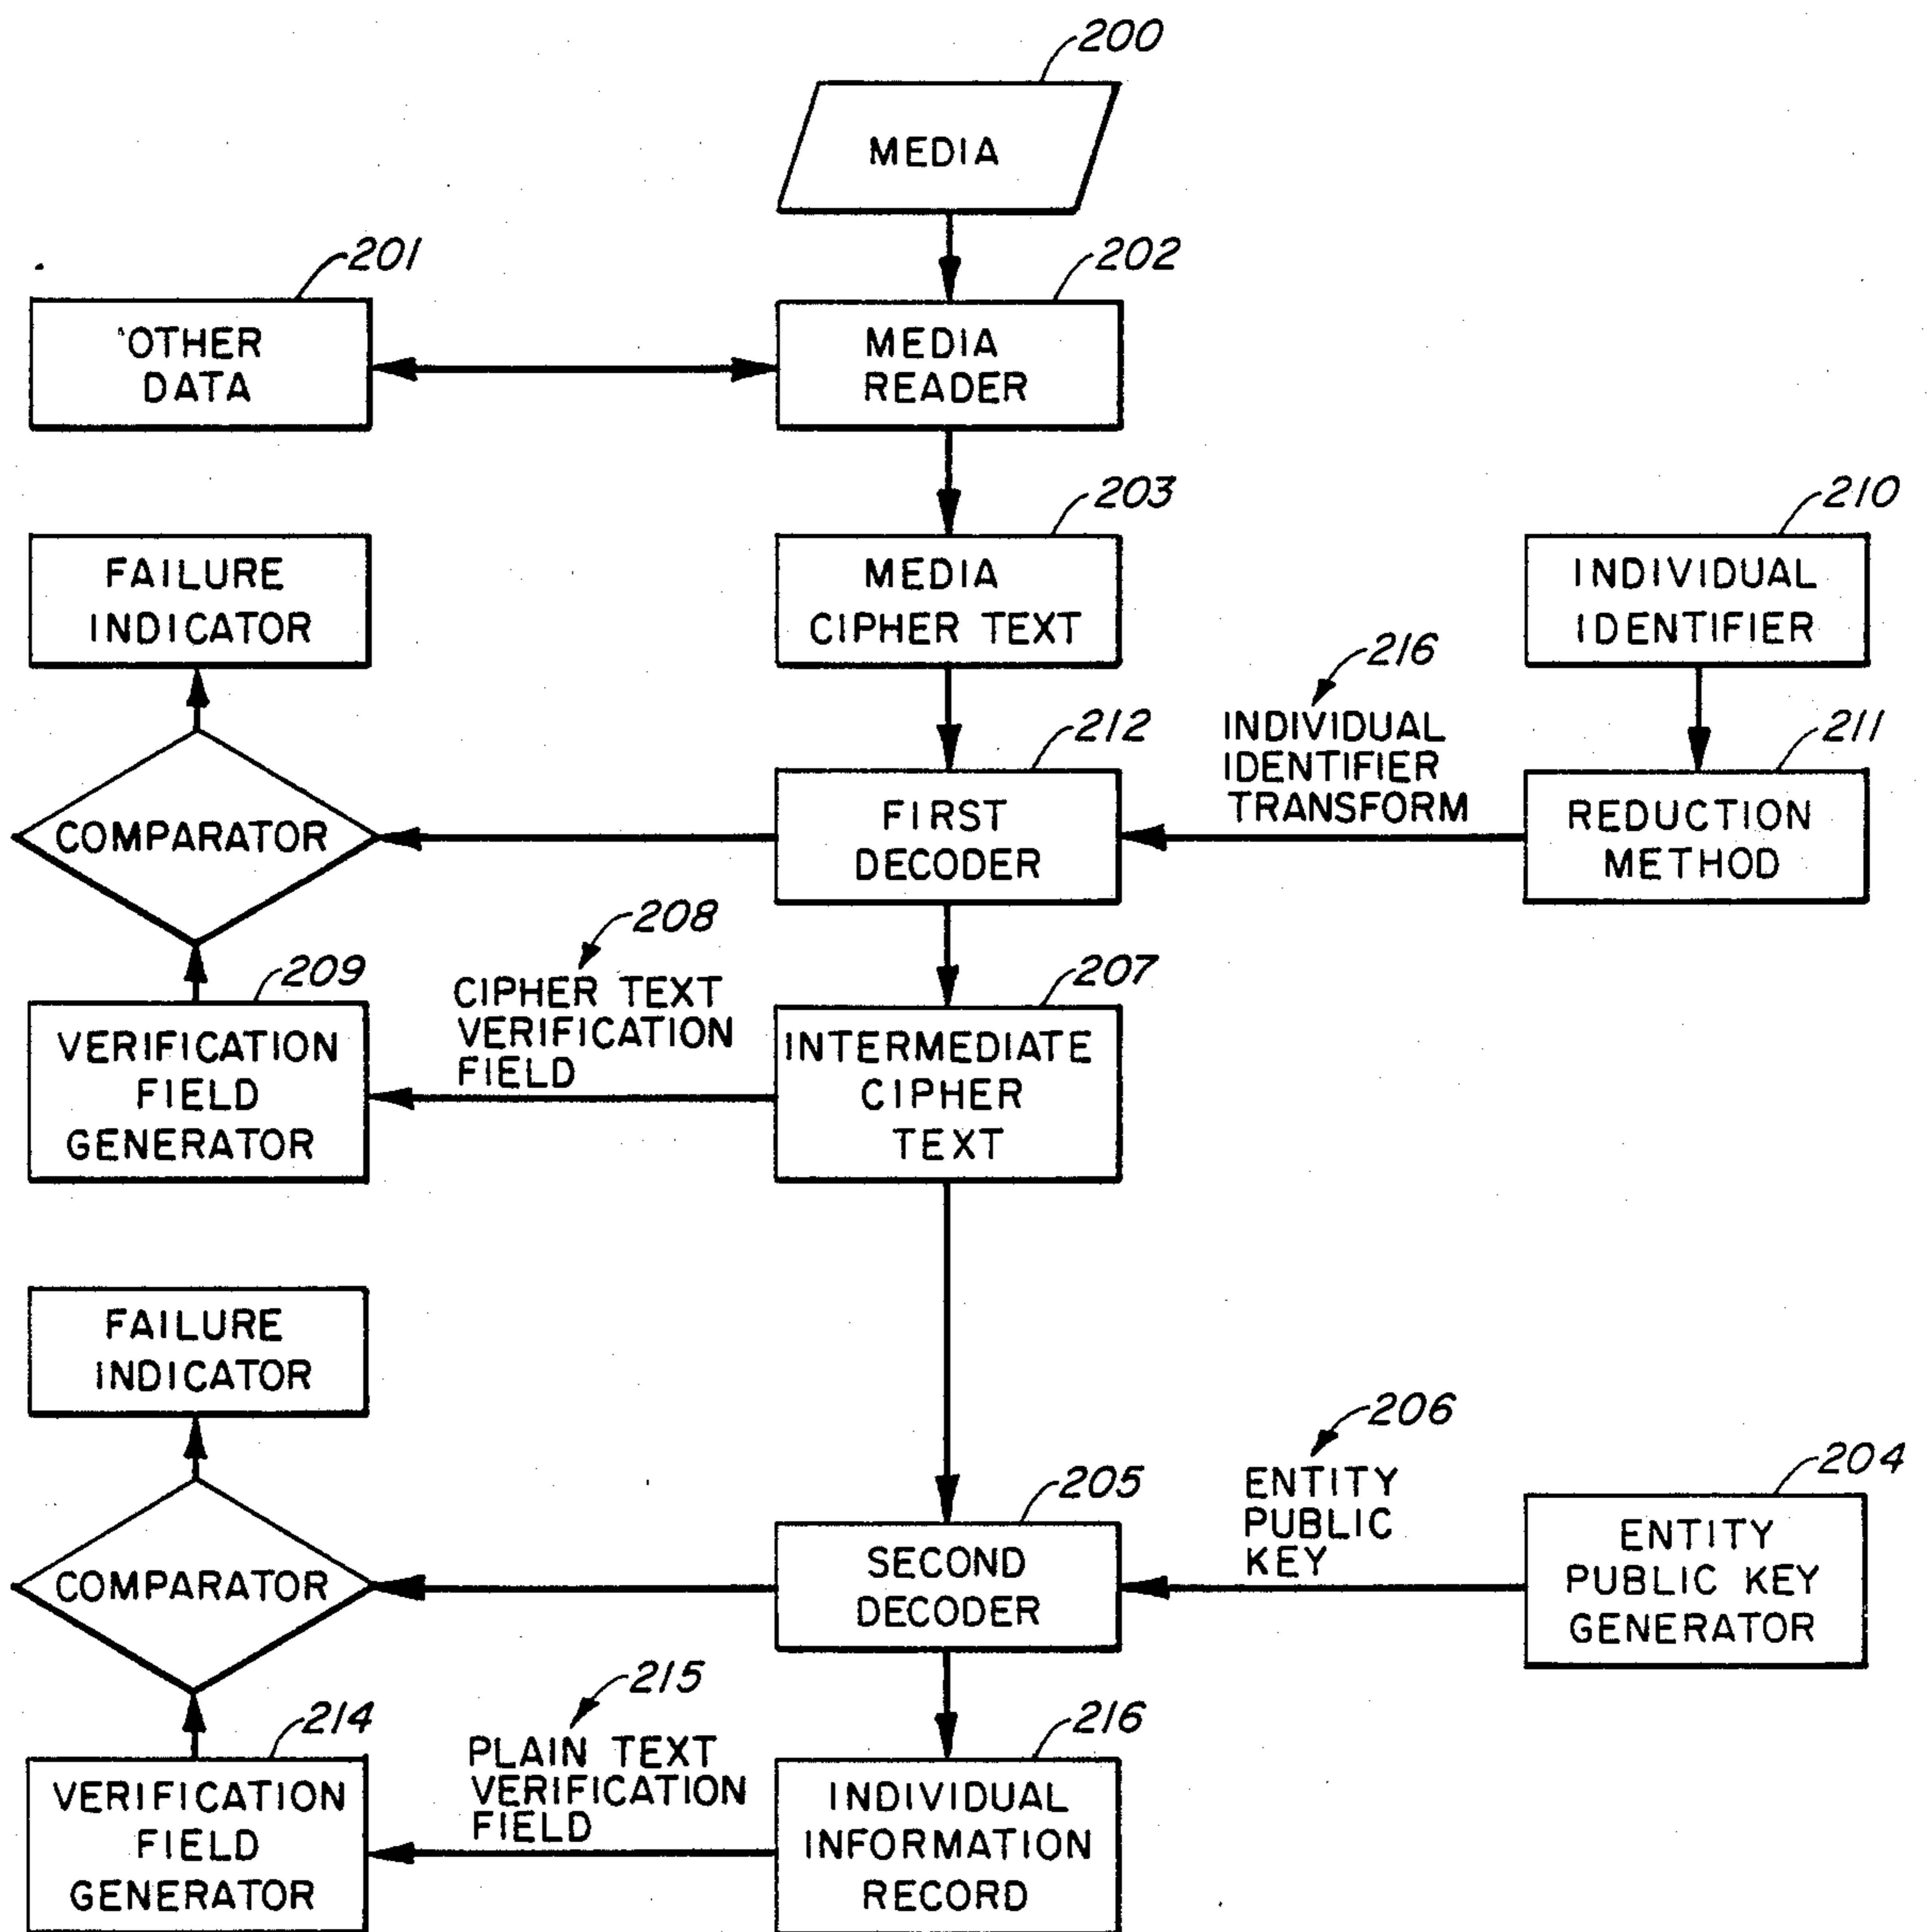 200
MEDIA
201
202
'OTHER
DATA
MEDIA
READER
203
210
FAILURE
INDICATOR
MEDIA
CIPHER TEXT
INDIVIDUAL
IDENTIFIER
216
INDIVIDUAL
IDENTIFIER
TRANSFORM
212
211
COMPARATOR
FIRST
DECODER
REDUCTION
METHOD
208
CIPHER TEXT
VERIFICATION
FIELD
209
207
VERIFICATION
FIELD
GENERATOR
INTERMEDIATE
CIPHER
TEXT
FAILURE
INDICATOR
206
ENTITY
PUBLIC
KEY
205
204
COMPARATOR
SECOND
DECODER
ENTITY
PUBLIC KEY
GENERATOR
215
PLAIN TEXT
VERIFICATION
FIELD
214
216
VERIFICATION
FIELD
GENERATOR
INDIVIDUAL
INFORMATION
RECORD